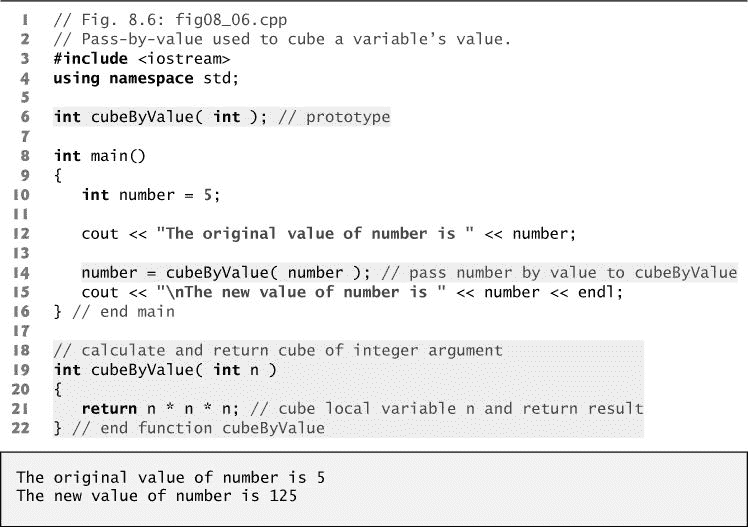 1 // Fig. 8.6: fig08_06.cpp
2 // Pass-by-value used to cube a variable’s value.
3 #include <iostream>
4 using namespace std;
5
6 int cubeByValue( int ); // prototype
7
8 int main()
9 {
10 int number = 5;
11
12 cout << "The original value of number is " << number;
13
14 number = cubeByValue( number ); // pass number by value to cubeByValue
15 cout << "\nThe new value of number is " << number << endl;
16 } // end main
17
18 // calculate and return cube of integer argument
19 int cubeByValue( int n )
20 {
21 return n * n * n; // cube local variable n and return result
22 } // end function cubeByValue
The original value of number is 5
The new value of number is 125